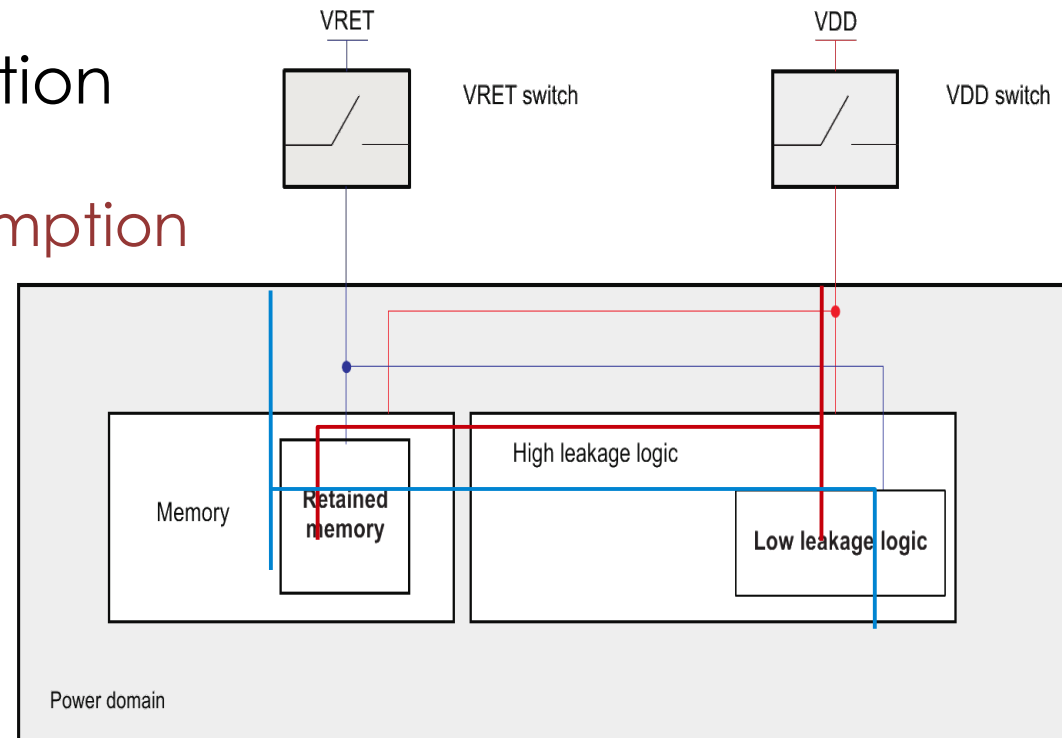 VRET
VDD
tion
VRET switch
VDD switch
mption
High leakage logic
Memory
Retained
memory
Low leakage logic
Power domain